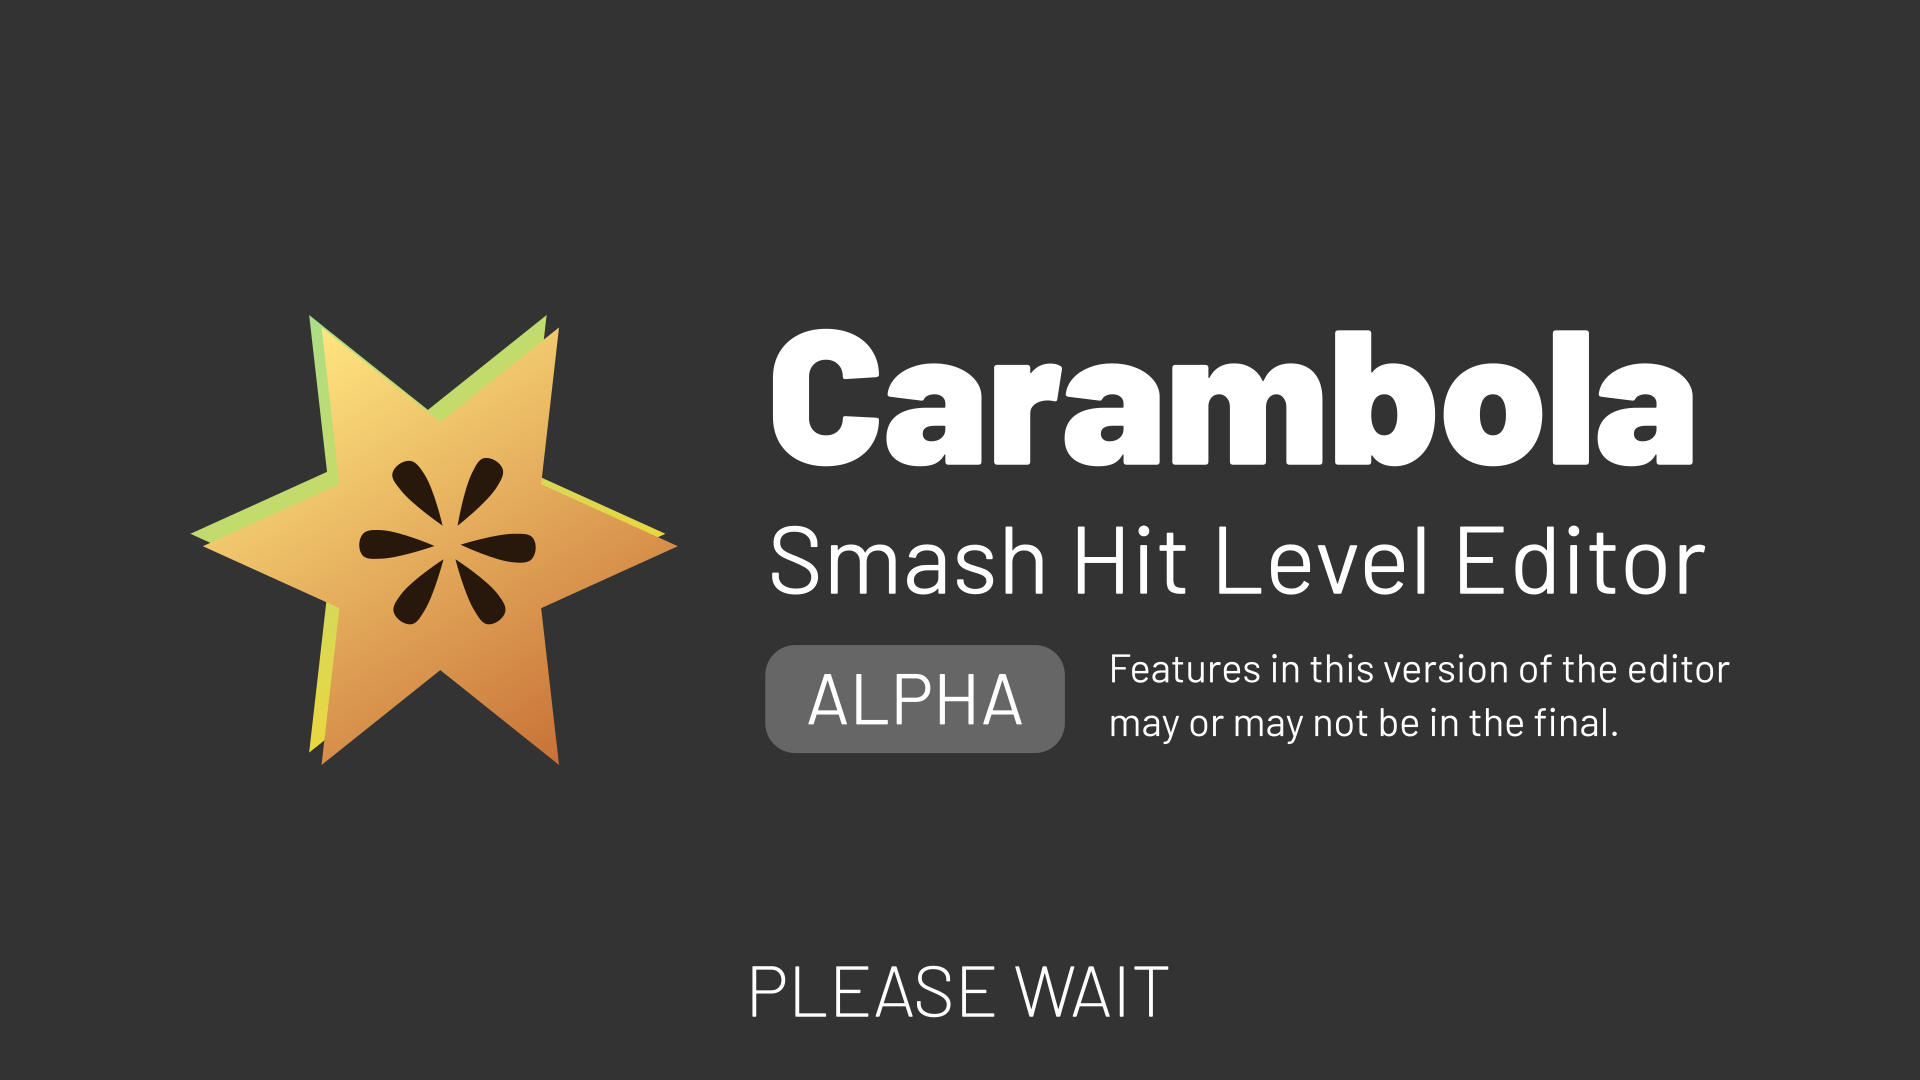 Carambola
Smash Hit Level Editor
ALPHA
Features in this version of the editor
may or may not be in the final.
PLEASE WAIT